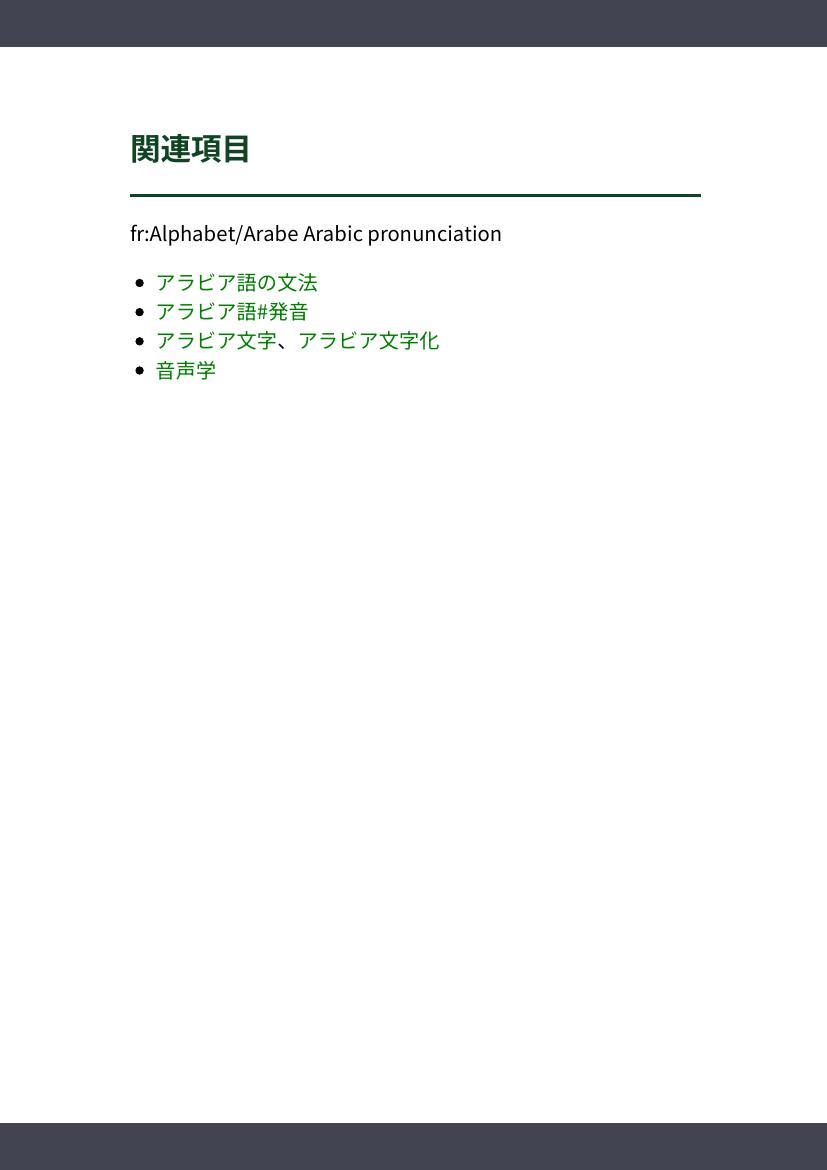 関連項目
fr:Alphabet/Arabe Arabic pronunciation
アラビア語の文法
アラビア語#発音
アラビア文字、アラビア文字化
音声学